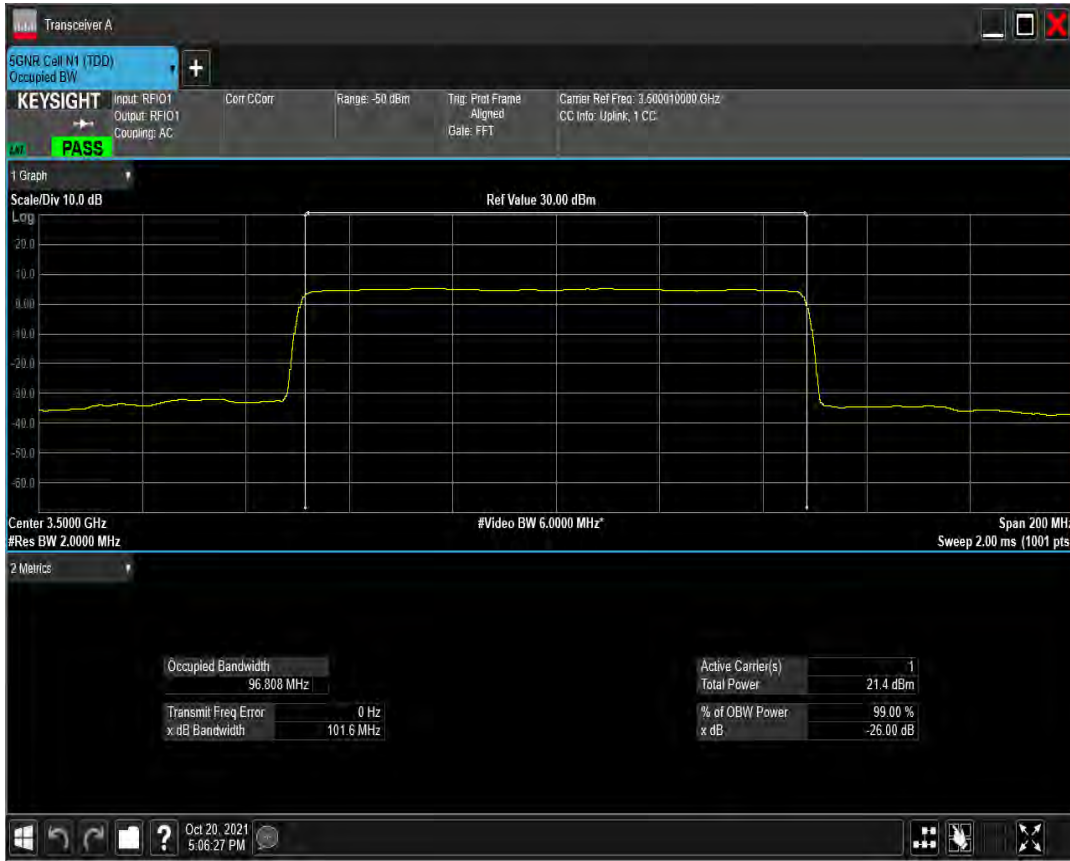 Transceiver A
5GNR Cell N1 (TDD)
Occupied BW
+
KEYSIGHT
Input: RFIO1
Output: RFIO1
Coupling: AC
Corr CCorr
Range: -50 dBm
Trig: Prot Frame
Aligned
Gate: FFT
Carrier Ref Freq: 3.500010000 GHz
CC Info: Uplink, 1 CC
PASS
1 Graph
Scale/Div 10.0 dB
Ref Value 30.00 dBm
Log
20.0
10.0
0.00
-10.0
-20.0
-30.0
-40.0
-50.0
-60.0
Center 3.5000 GHz
#Video BW 6.0000 MHz*
Span 200 MHz
#Res BW 2.0000 MHz
Sweep 2.00 ms (1001 pts
2 Metrics
Occupied Bandwidth
96.808 MHz
Transmit Freq Error 0 Hz
x dB Bandwidth 101.6 MHz
Active Carrier(s) 1
Total Power 21.4 dBm
% of OBW Power 99.00 %
x dB -26.00 dB
?
Oct 20, 2021
5:06:27 PM